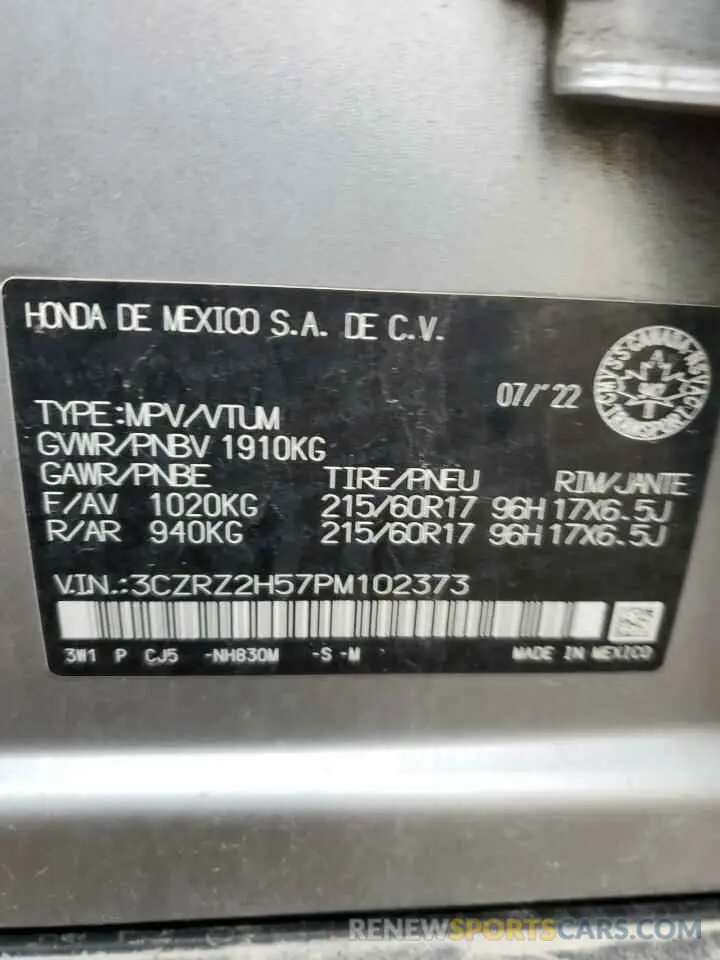 HONDA DE MEXICO S.A. DE C.V.
07/'22
TYPE:MPV/VTUM
GVWR/PNBV 1910KG
GAWR/PNBE TIRE/PNEU RIM/JANTE
F/AV 1020KG 215/60R17 96H 17X6.5J
R/AR 940KG 215/60R17 96H 17X6.5J
V.I.N.:3CZRZ2H57PM102373
3W1 P CJ5 -NH830M -S -M MADE IN MEXICO
RENEWSPORTSCARS.COM